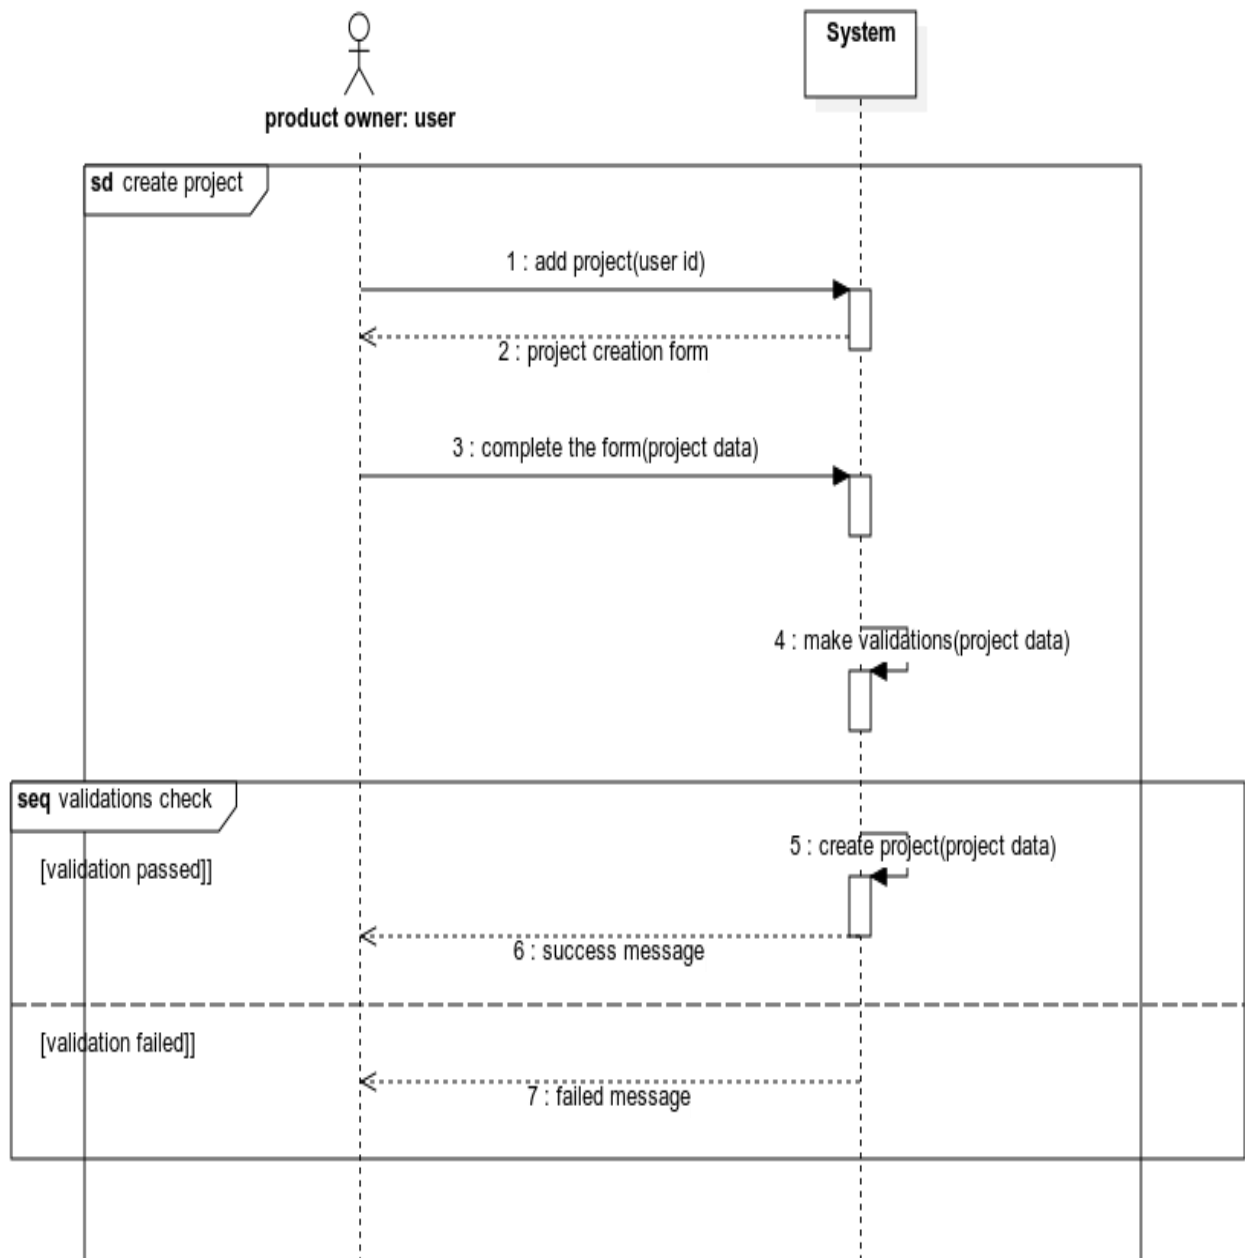 System
product owner: user
sd create project
1 : add project(user id)
2 : project creation form
3 : complete the form(project data)
4 : make validations(project data)
seq validations check
5 : create project(project data)
[validation passed]]
6 : success message
[validation failed]]
7 : failed message